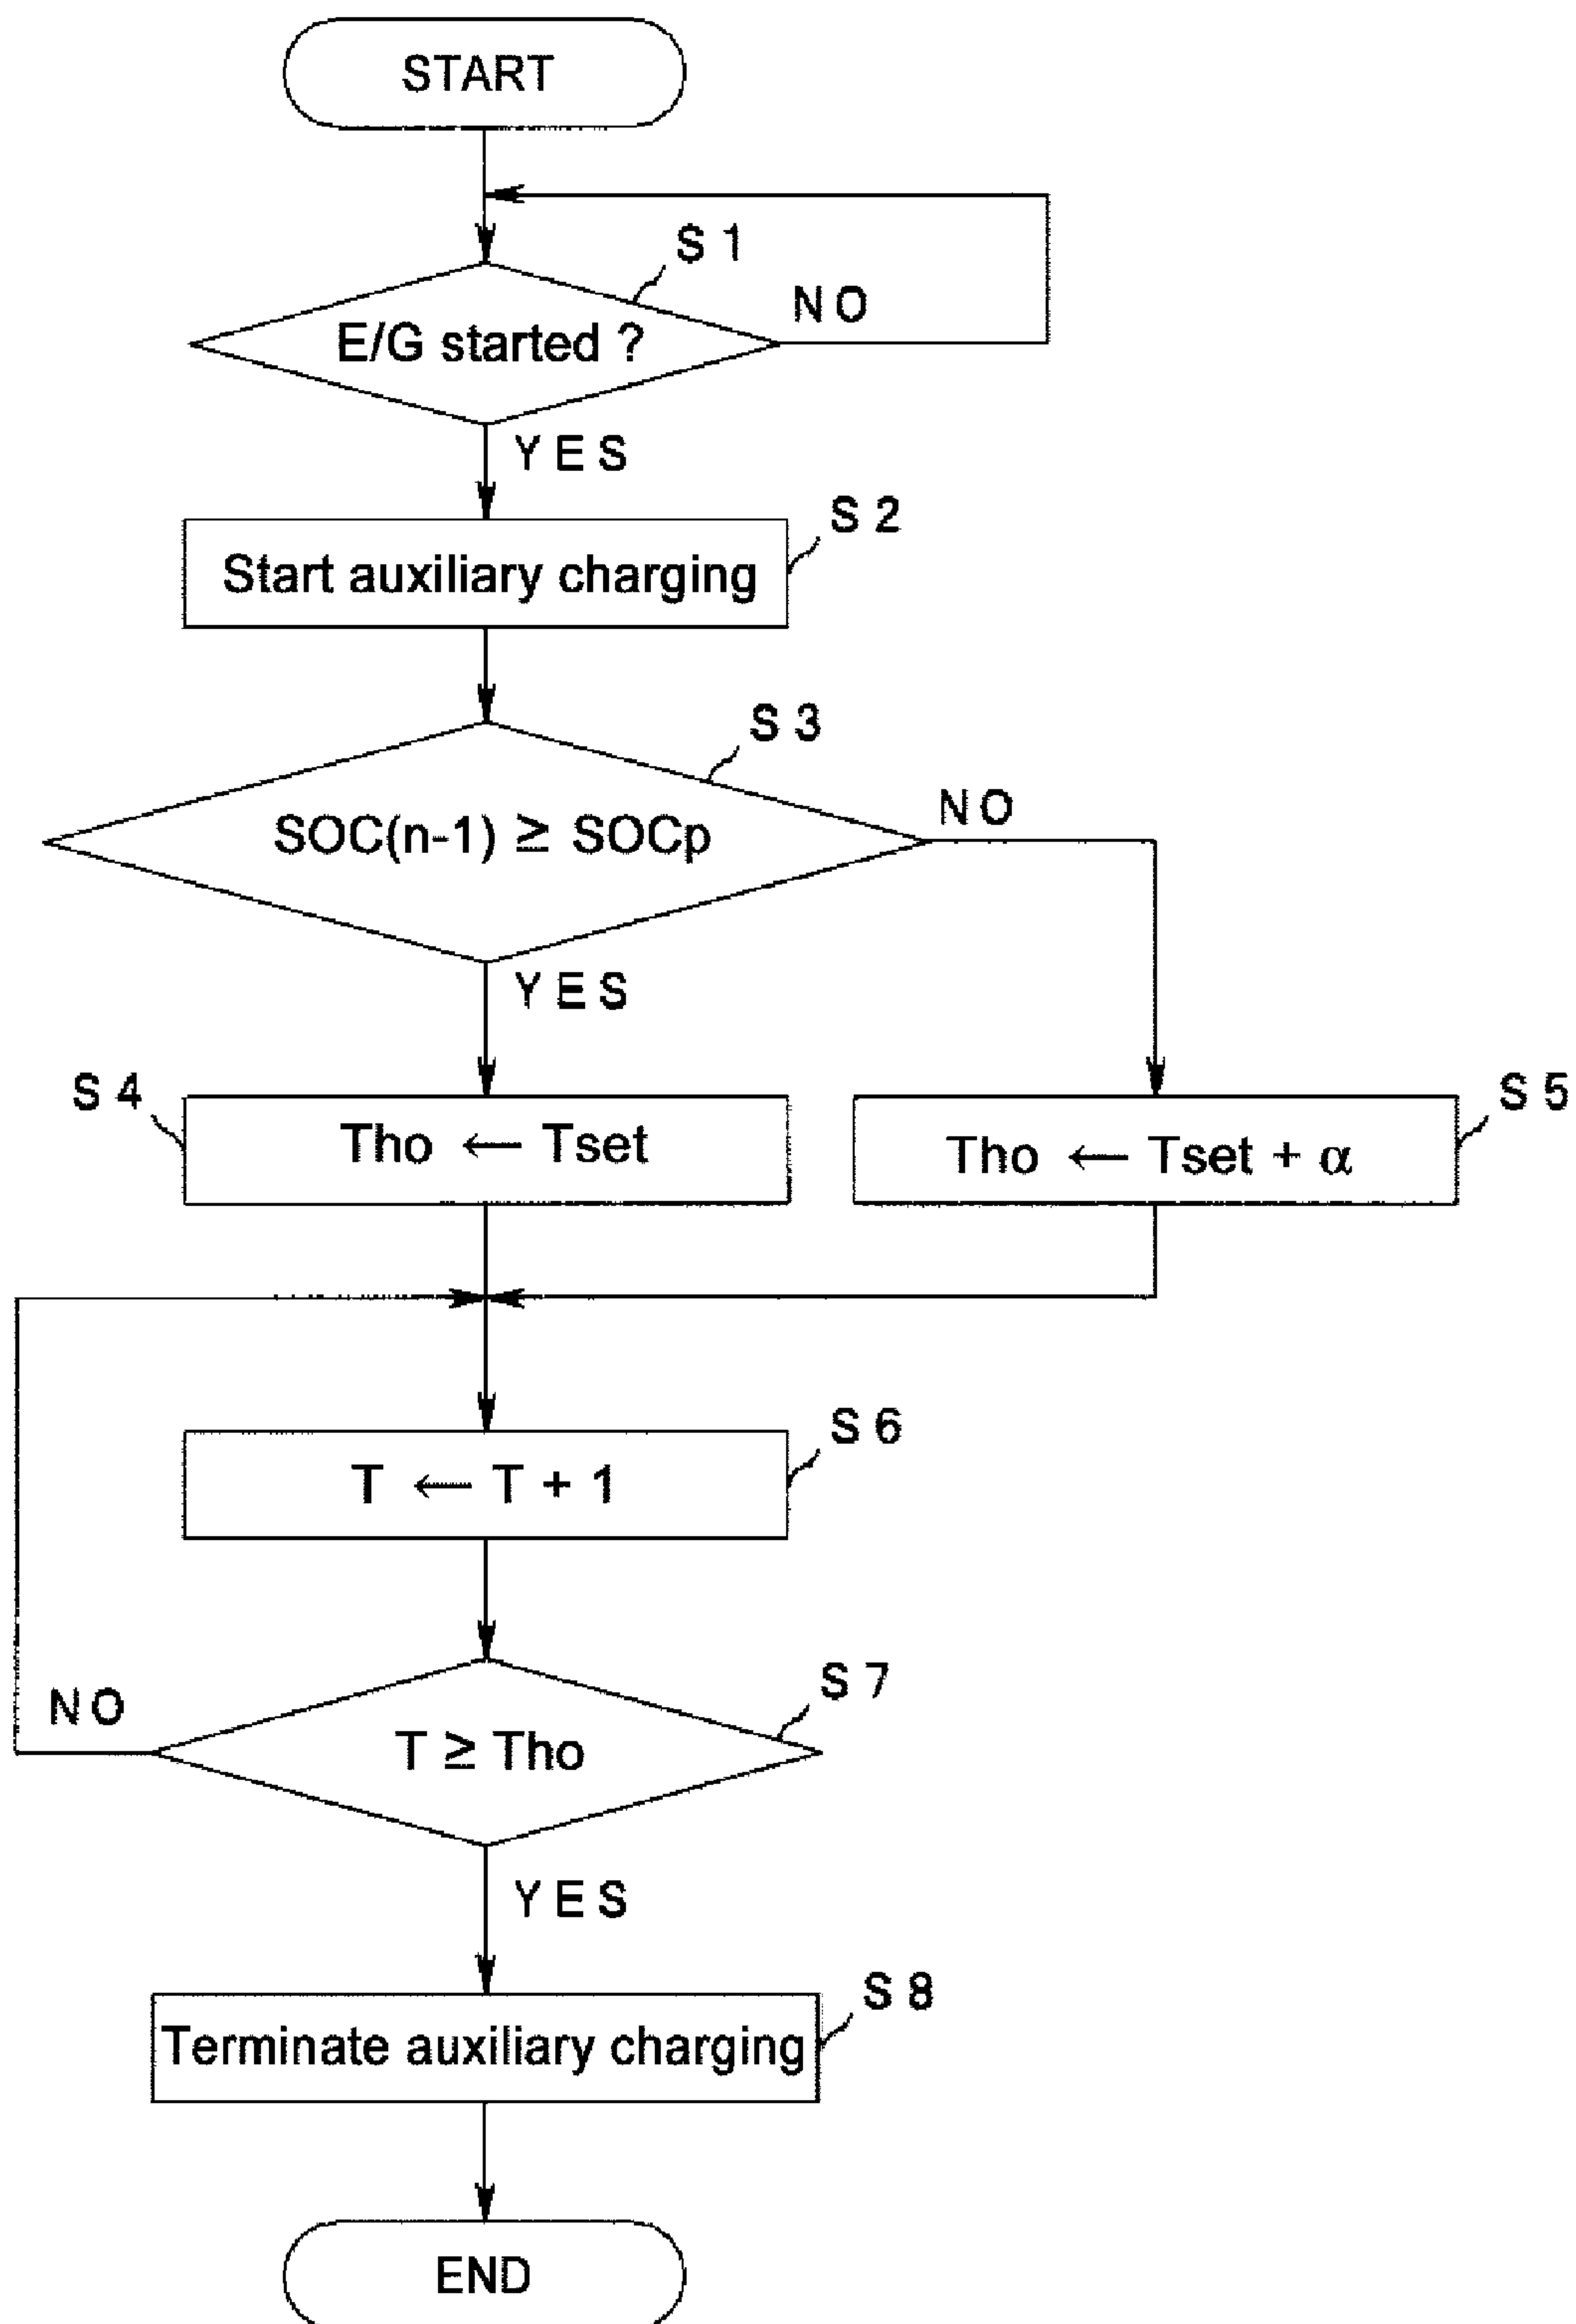 START
S 1
NO
E/G started ?
YES
S 2
Start auxiliary charging
S 3
NO
SOC(n-1) ≥ SOCp
YES
S 4
Tho ← Tset
S 5
Tho ← Tset + α
S 6
T ← T + 1
S 7
NO
T ≥ Tho
YES
S 8
Terminate auxiliary charging
END